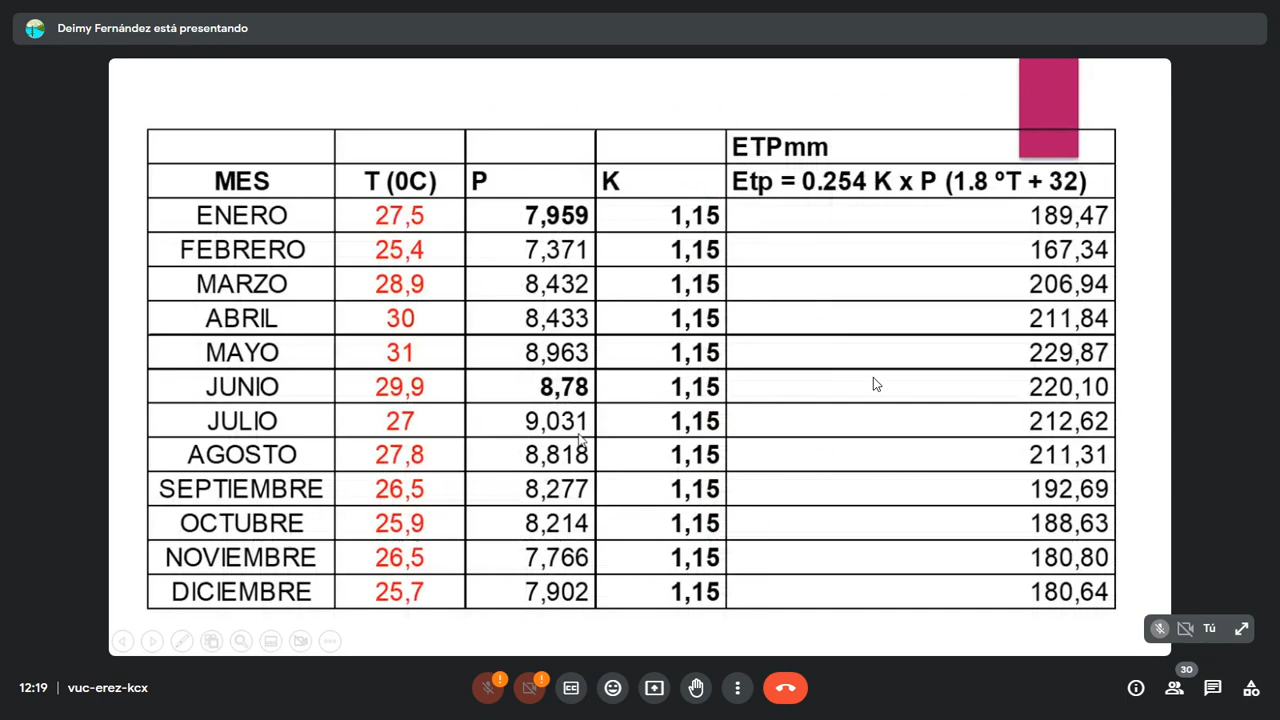 Deimy Fernández está presentando
ETPmm
MES T (0C) P K Etp = 0.254 K x P (1.8 ºT + 32)
ENERO 27,5 7,959 1,15 189,47
FEBRERO 25,4 7,371 1,15 167,34
MARZO 28,9 8,432 1,15 206,94
ABRIL 30 8,433 1,15 211,84
MAYO 31 8,963 1,15 229,87
JUNIO 29,9 8,78 1,15 220,10
JULIO 27 9,031 1,15 212,62
AGOSTO 27,8 8,818 1,15 211,31
SEPTIEMBRE 26,5 8,277 1,15 192,69
OCTUBRE 25,9 8,214 1,15 188,63
NOVIEMBRE 26,5 7,766 1,15 180,80
DICIEMBRE 25,7 7,902 1,15 180,64
Tú
12:19 | vuc-erez-kcx
30